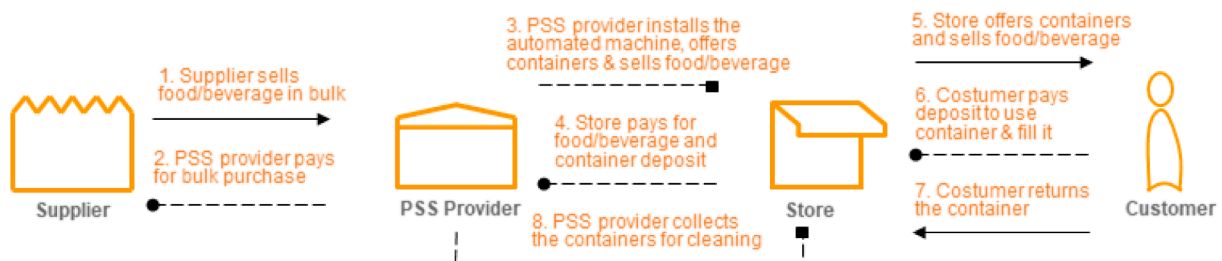 1. Supplier sells
food/beverage in bulk
2. PSS provider pays
for bulk purchase
Supplier
3. PSS provider installs the
automated machine, offers
containers & sells food/beverage
4. Store pays for
food/beverage and
container deposit
PSS Provider
8. PSS provider collects
the containers for cleaning
Store
5. Store offers containers
and sells food/beverage
6. Costumer pays
deposit to use
container & fill it
7. Costumer returns
the container
Customer